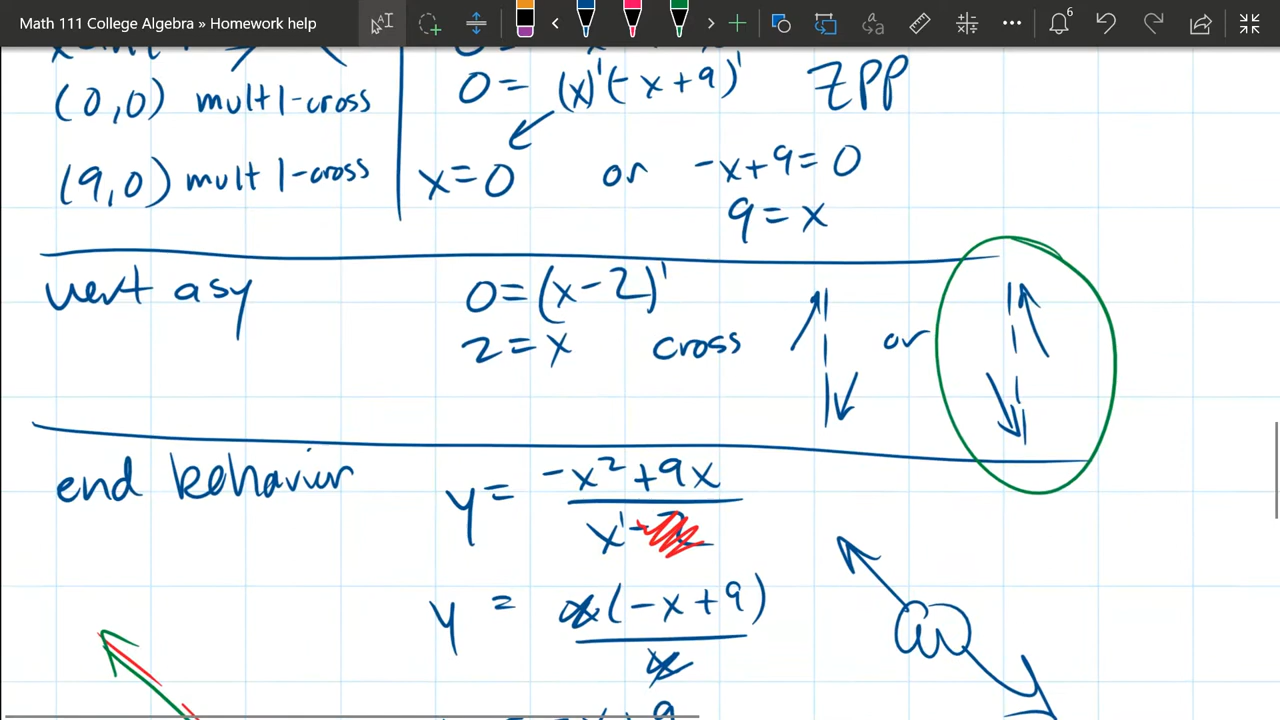 Math 111 College Algebra » Homework help
6
(0,0) mult 1-cross
(9,0) mult 1-cross
0 = (x)¹(-x+9)¹ ZPP
x=0 or -x+9=0
9=x
vert asy
0=(x-2)¹
2=x cross
or
end behavior
y = (-x²+9x)/(x¹-
y = x(-x+9)/x